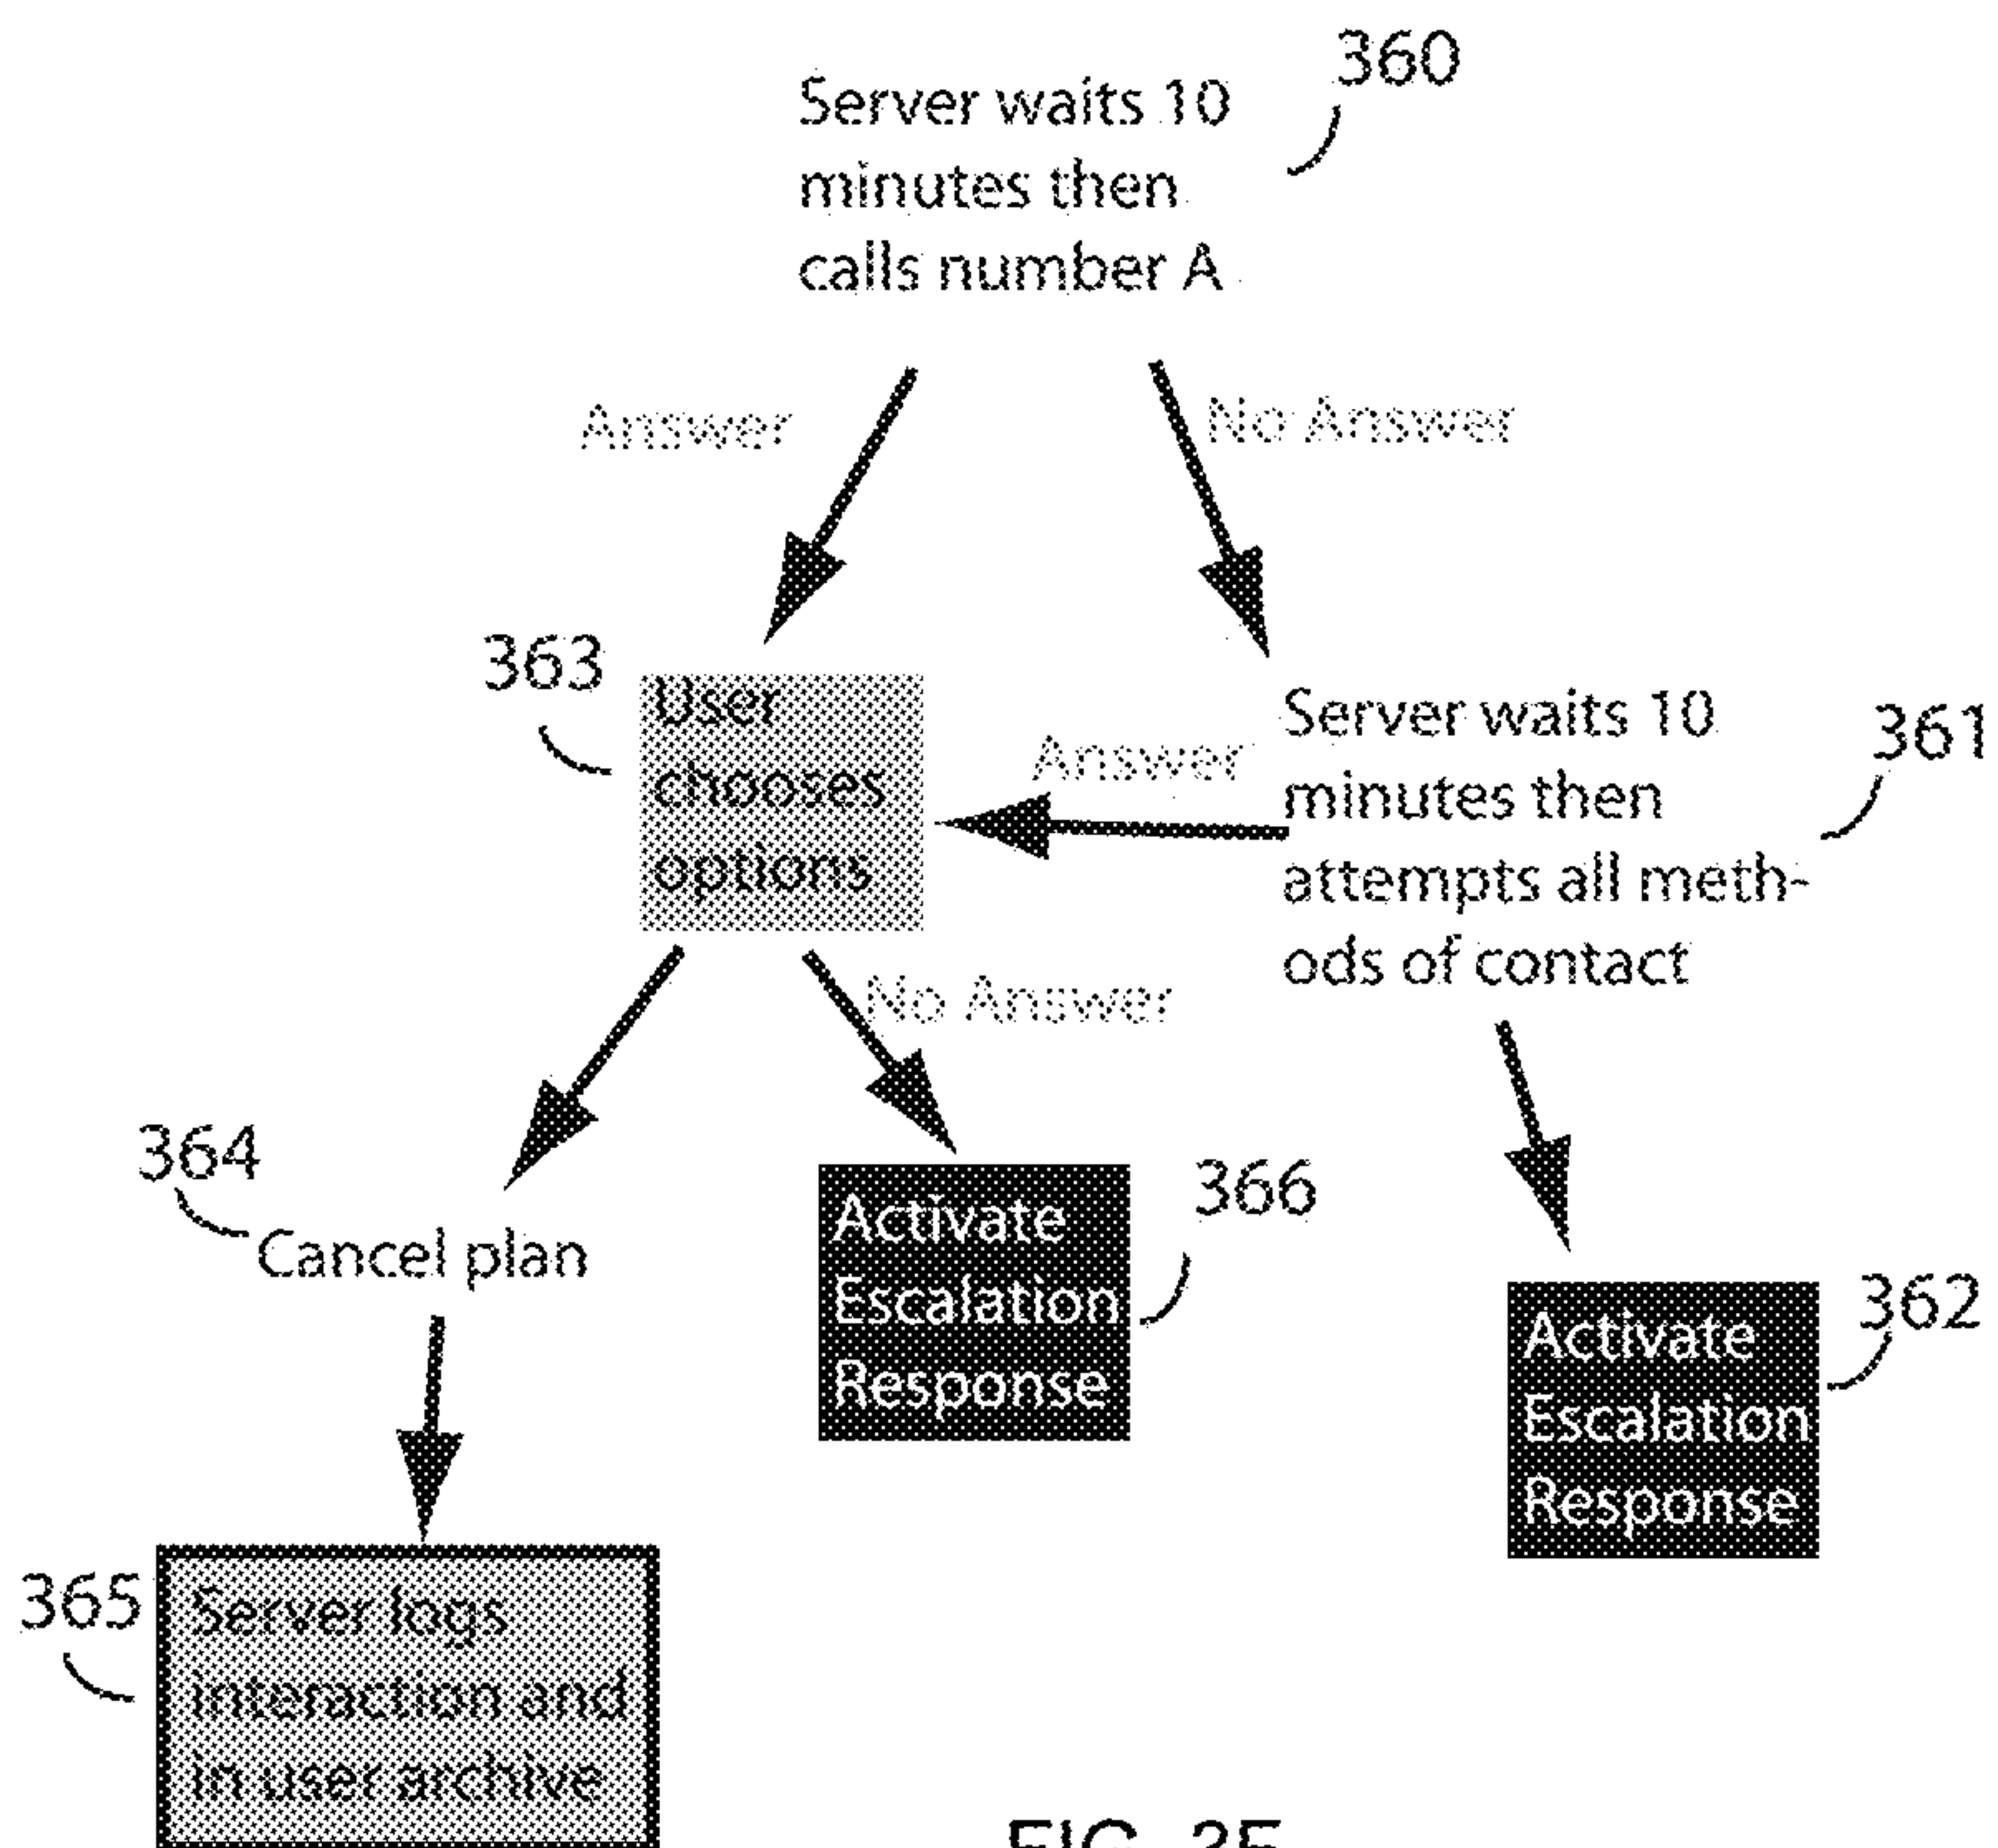 360
Server waits 10
minutes then
calls number A
Answer
No Answer
363
User
chooses
options
Answer
Server waits 10
minutes then
attempts all meth-
ods of contact
361
No Answer
364
Cancel plan
Activate
Escalation
Response
366
Activate
Escalation
Response
362
365
Server logs
interaction and
in user archive
FIG.